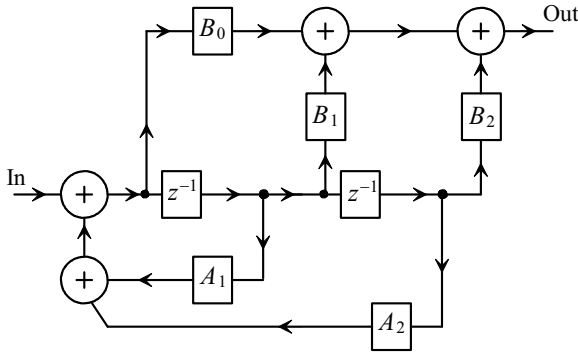 Out
B₀ + +
B₁ B₂
In
+ z⁻¹ z⁻¹
+ A₁
A₂